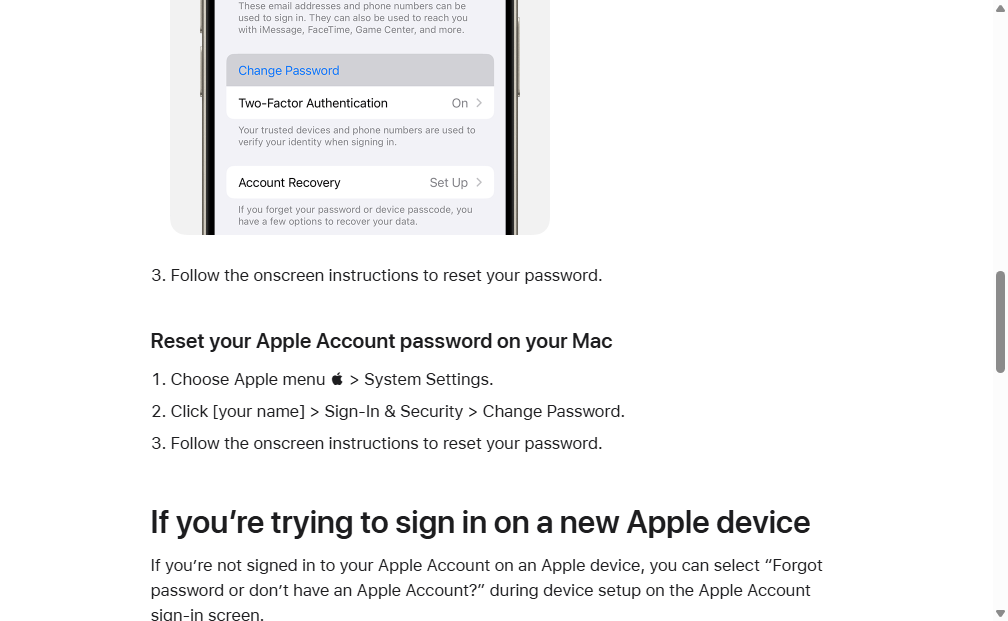 These email addresses and phone numbers can be
used to sign in. They can also be used to reach you
with iMessage, FaceTime, Game Center, and more.
Change Password
Two-Factor Authentication On >
Your trusted devices and phone numbers are used to
verify your identity when signing in.
Account Recovery Set Up >
If you forget your password or device passcode, you
have a few options to recover your data.
3. Follow the onscreen instructions to reset your password.
Reset your Apple Account password on your Mac
1. Choose Apple menu  > System Settings.
2. Click [your name] > Sign-In & Security > Change Password.
3. Follow the onscreen instructions to reset your password.
If you’re trying to sign in on a new Apple device
If you’re not signed in to your Apple Account on an Apple device, you can select “Forgot
password or don’t have an Apple Account?” during device setup on the Apple Account
sign-in screen.